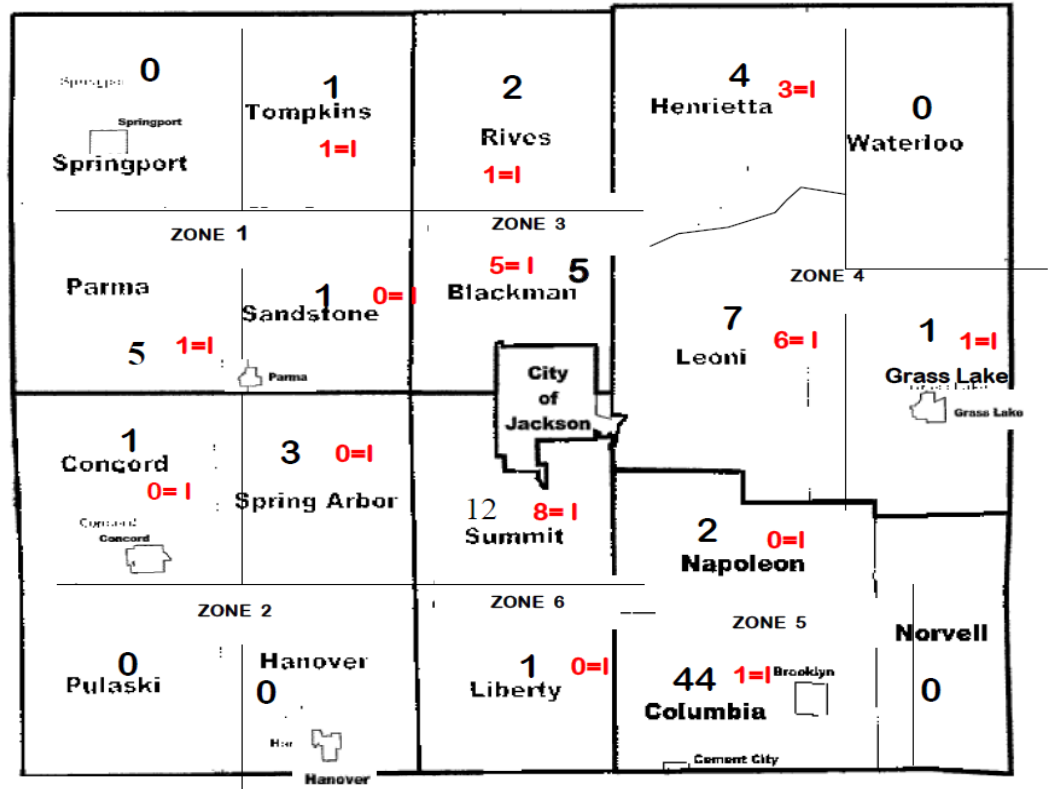 0
Springport
Springport
1
Tompkins
1=I
2
Rives
1=I
4
3=I
Henrietta
0
Waterloo
ZONE 1
Parma
5
1=I
1
0=I
Sandstone
Parma
ZONE 3
5=I
5
Blackman
ZONE 4
7
6=I
Leoni
1
1=I
Grass Lake
Grass Lake
Grass Lake
City
of
Jackson
1
Concord
0=I
Concord
Concord
3
0=I
Spring Arbor
12
8=I
Summit
2
0=I
Napoleon
ZONE 2
0
Pulaski
Hanover
0
Han
Hanover
ZONE 6
1
0=I
Liberty
ZONE 5
44
1=I
Brooklyn
Columbia
Cement City
Norvell
0